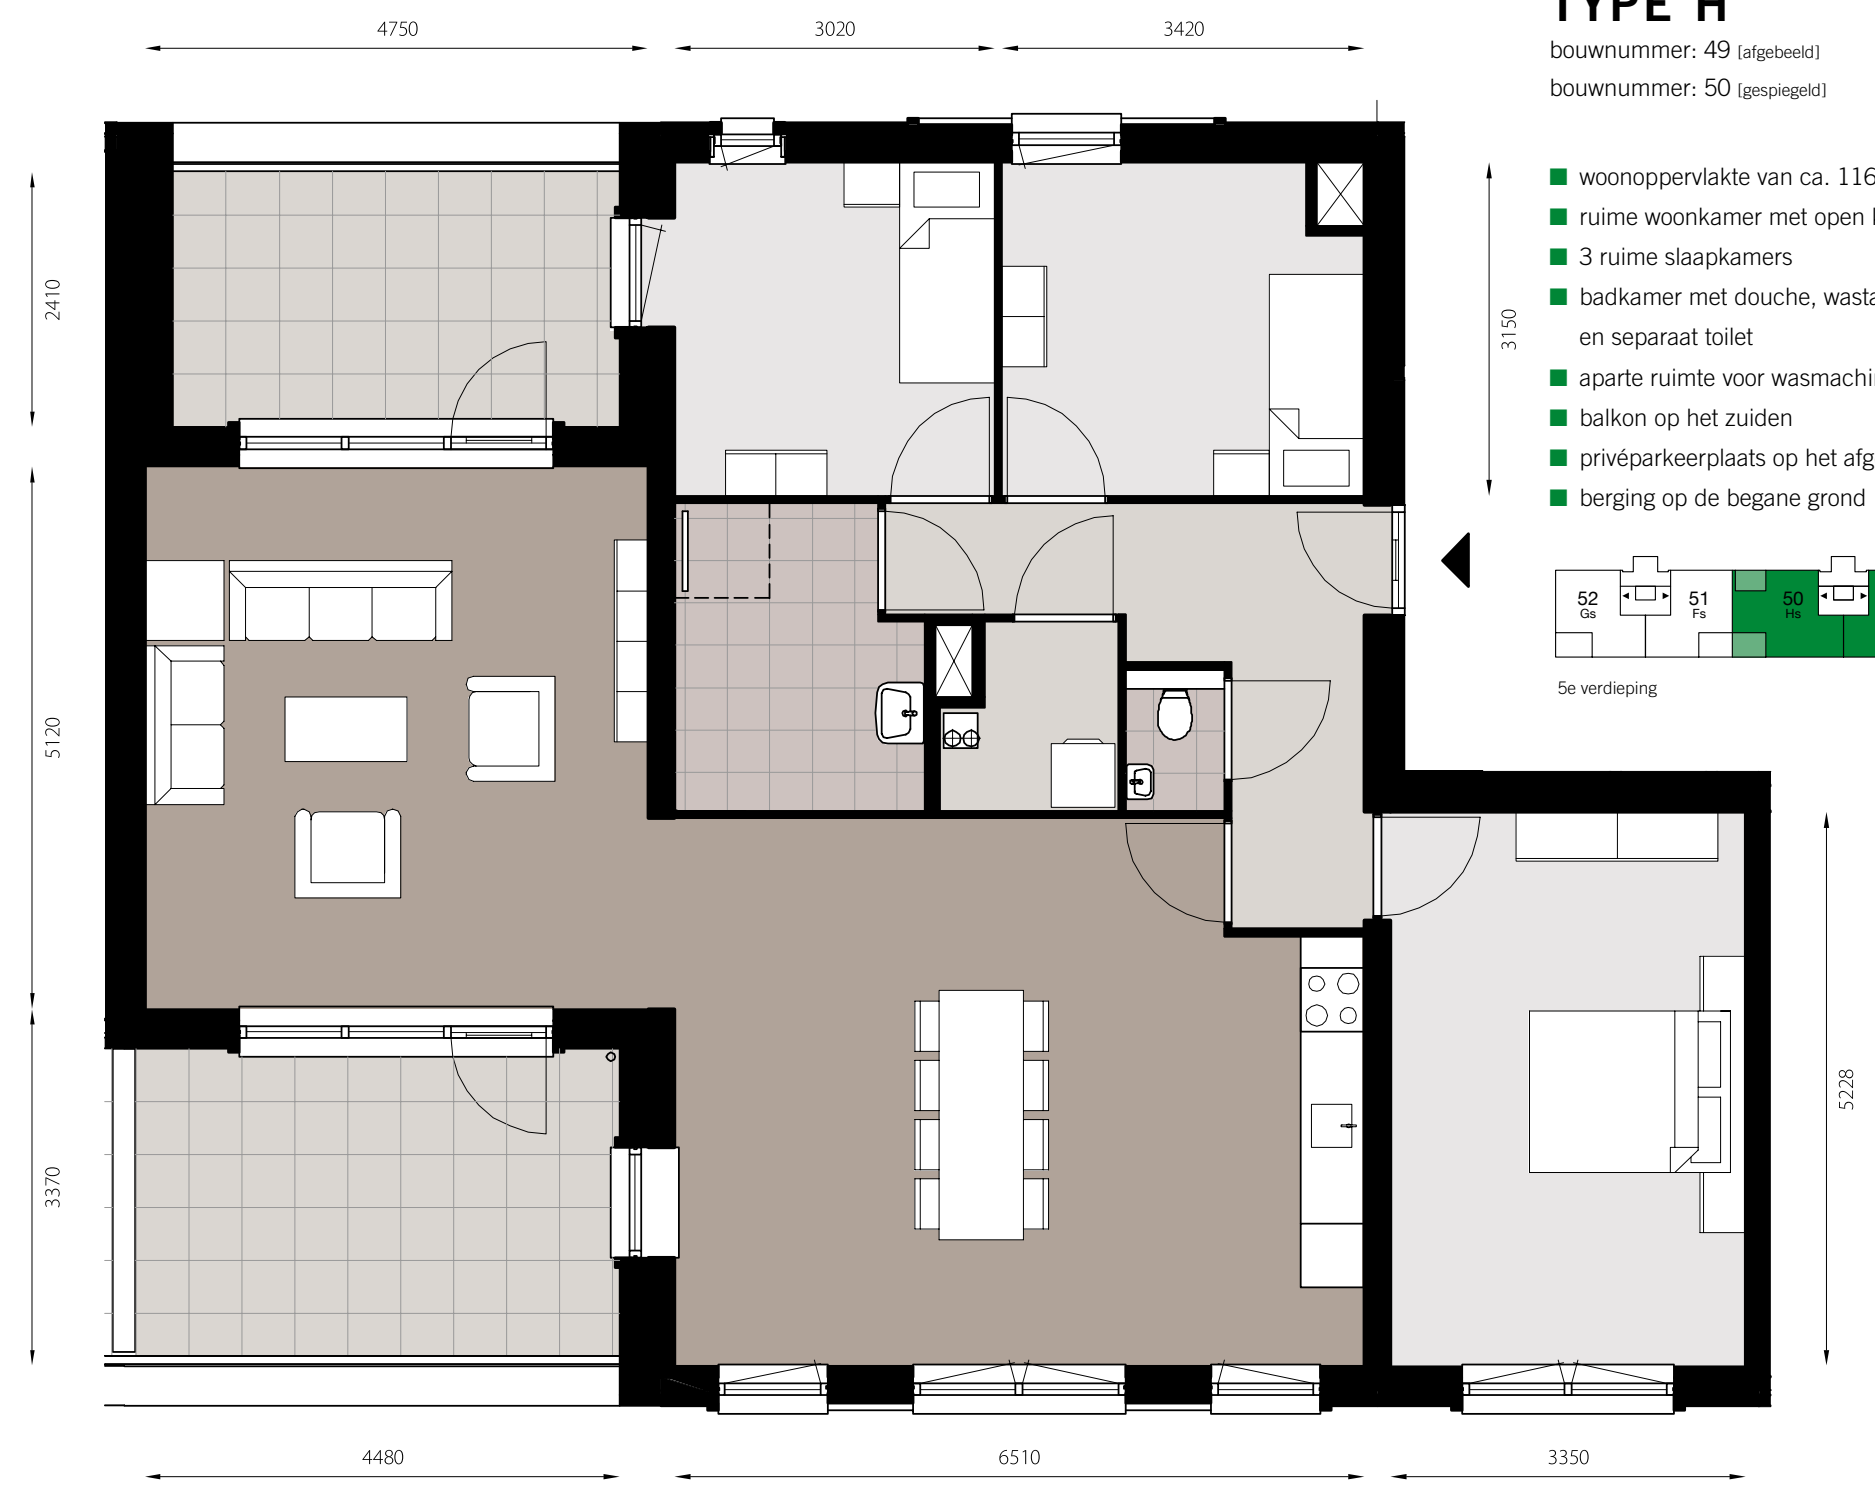 TYPE H
bouwnummer: 49 [afgebeeld]
bouwnummer: 50 [gespiegeld]
woonoppervlakte van ca. 116
ruime woonkamer met open
3 ruime slaapkamers
badkamer met douche,
en separaat toilet
aparte ruimte voor
balkon op het zuiden
privéparkeerplaats op het
berging op de begane grond
52
Gs
51
Fs
50
Hs
5e verdieping
4750
3020
3420
2410
5120
3370
3150
5228
4480
6510
3350